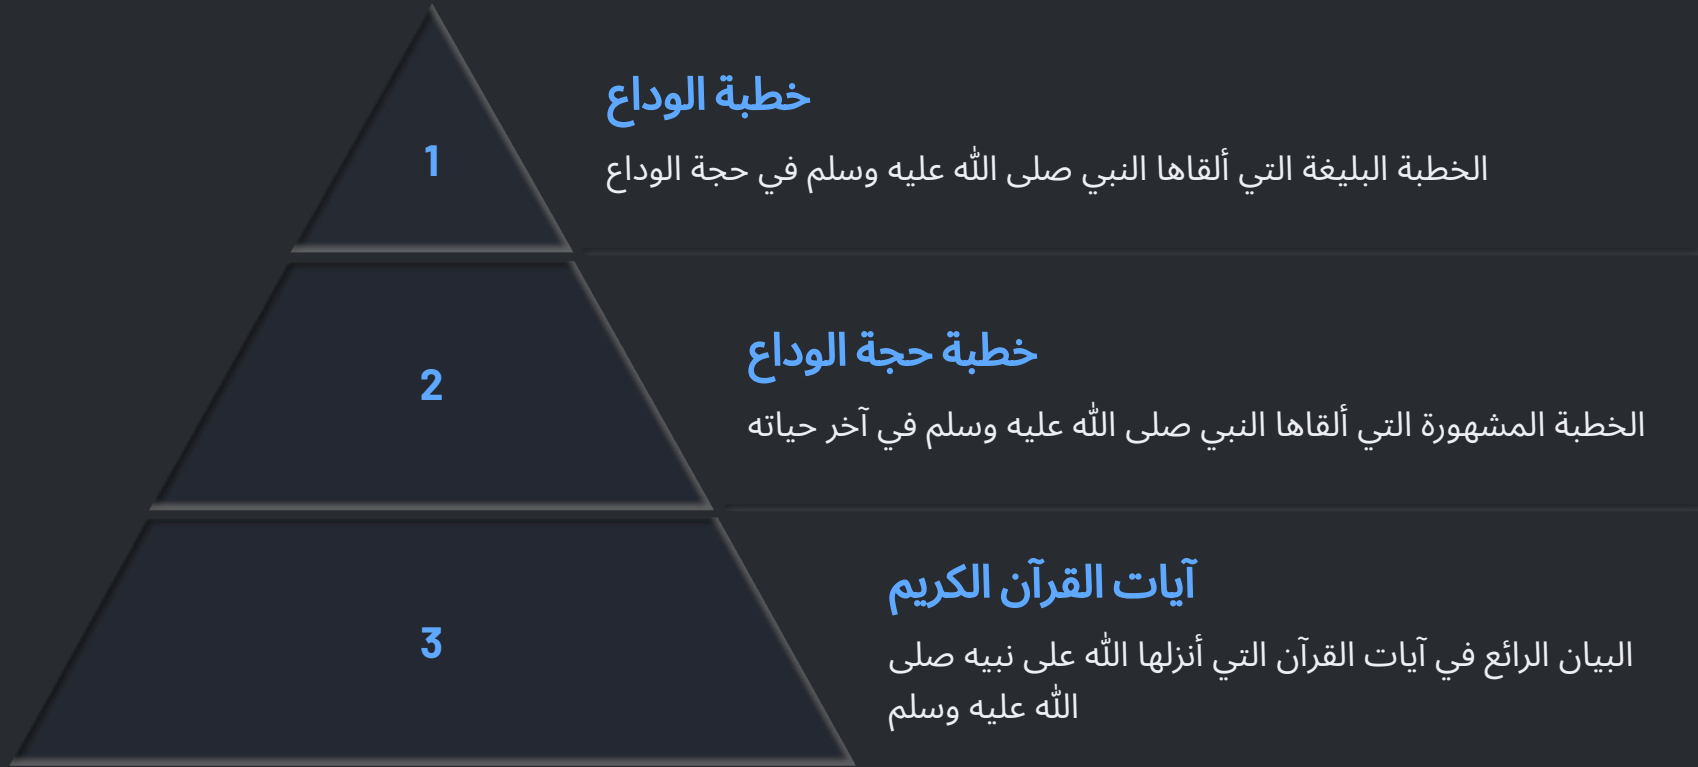 1
خطبة الوداع
الخطبة البليغة التي ألقاها النبي صلى الله عليه وسلم في حجة الوداع
2
خطبة حجة الوداع
الخطبة المشهورة التي ألقاها النبي صلى الله عليه وسلم في آخر حياته
3
آيات القرآن الكريم
البيان الرائع في آيات القرآن التي أنزلها الله على نبيه صلى
الله عليه وسلم